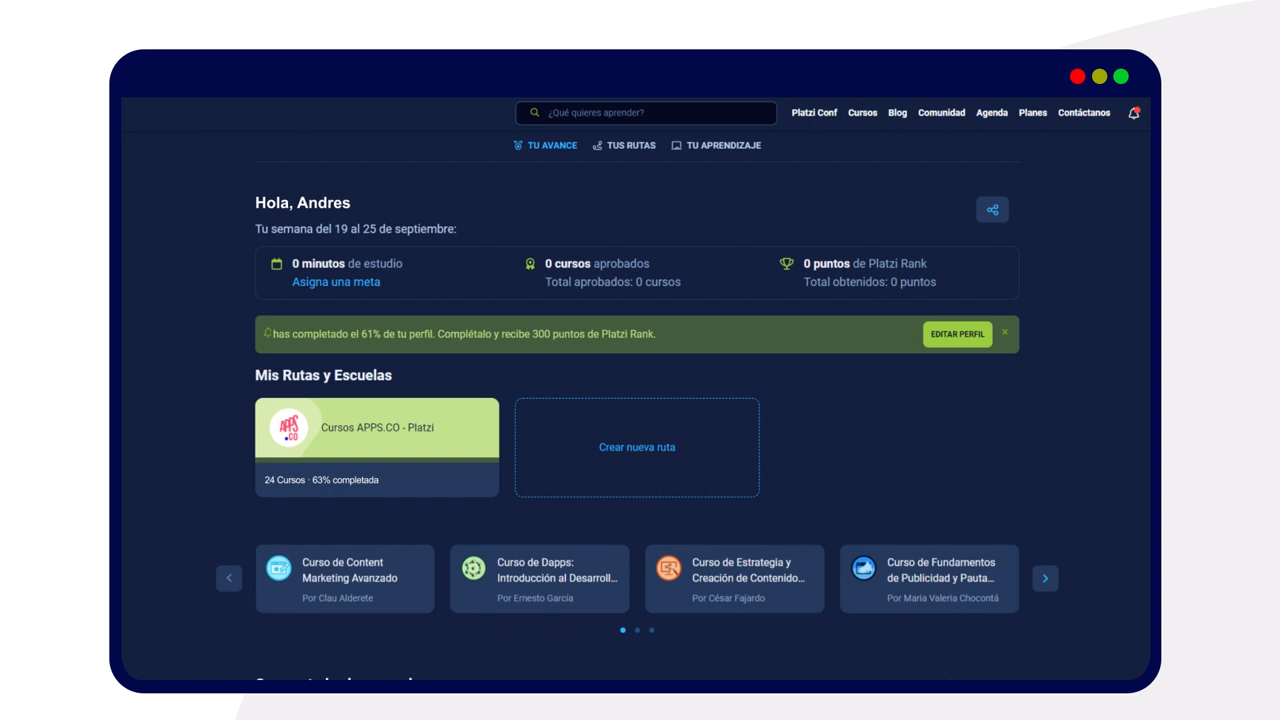 ¿Qué quieres aprender?
Platzi Conf Cursos Blog Comunidad Agenda Planes Contáctanos
TU AVANCE TUS RUTAS TU APRENDIZAJE
Hola, Andres
Tu semana del 19 al 25 de septiembre:
0 minutos de estudio
Asigna una meta
0 cursos aprobados
Total aprobados: 0 cursos
0 puntos de Platzi Rank
Total obtenidos: 0 puntos
has completado el 61% de tu perfil. Complétalo y recibe 300 puntos de Platzi Rank.
EDITAR PERFIL
Mis Rutas y Escuelas
APPS
.CO
Cursos APPS.CO - Platzi
24 Cursos · 63% completada
Crear nueva ruta
Curso de Content
Marketing Avanzado
Por Clau Alderete
Curso de Dapps:
Introducción al Desarroll...
Por Ernesto García
Curso de Estrategia y
Creación de Contenido...
Por César Fajardo
Curso de Fundamentos
de Publicidad y Pauta...
Por Maria Valeria Chocontá